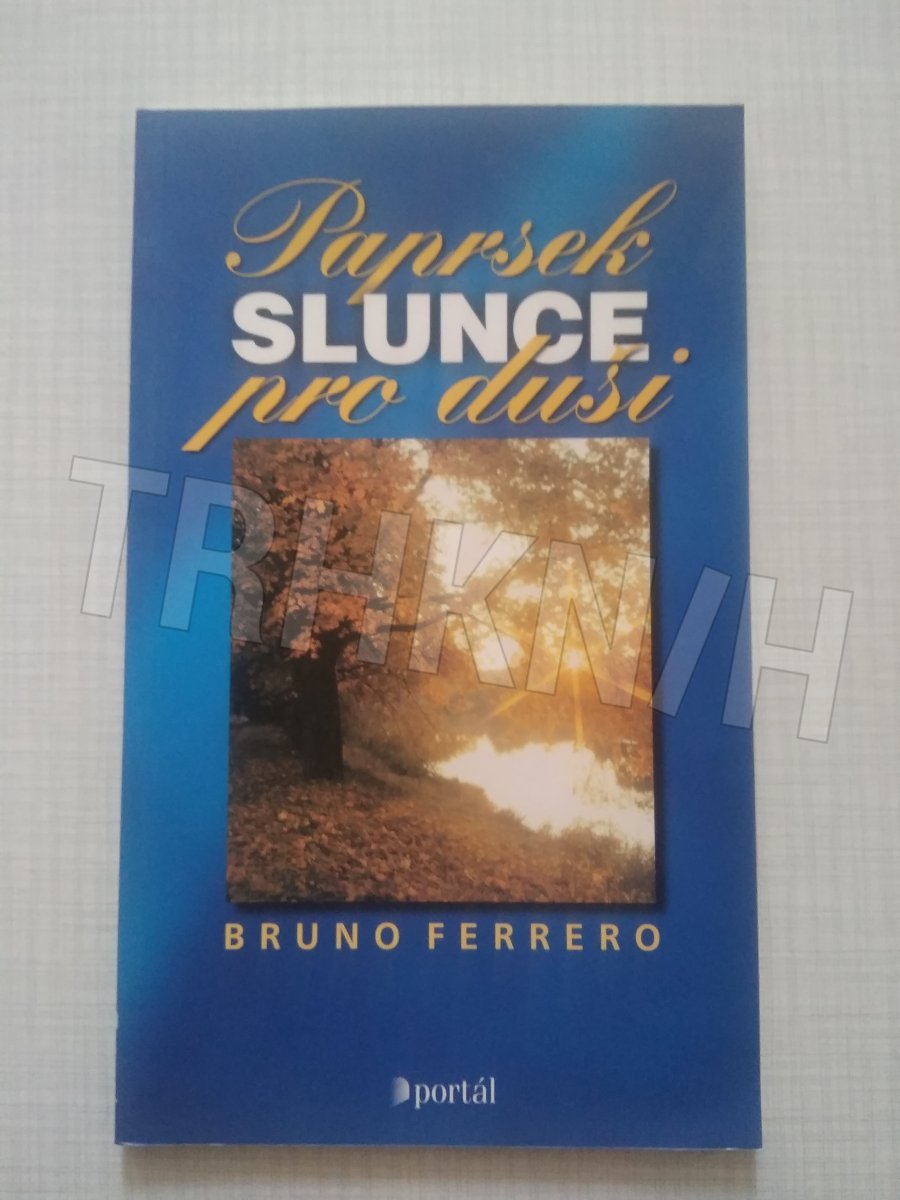 Paprsek
SLUNCE
pro duši
TRHKNIH
BRUNO FERRERO
portál